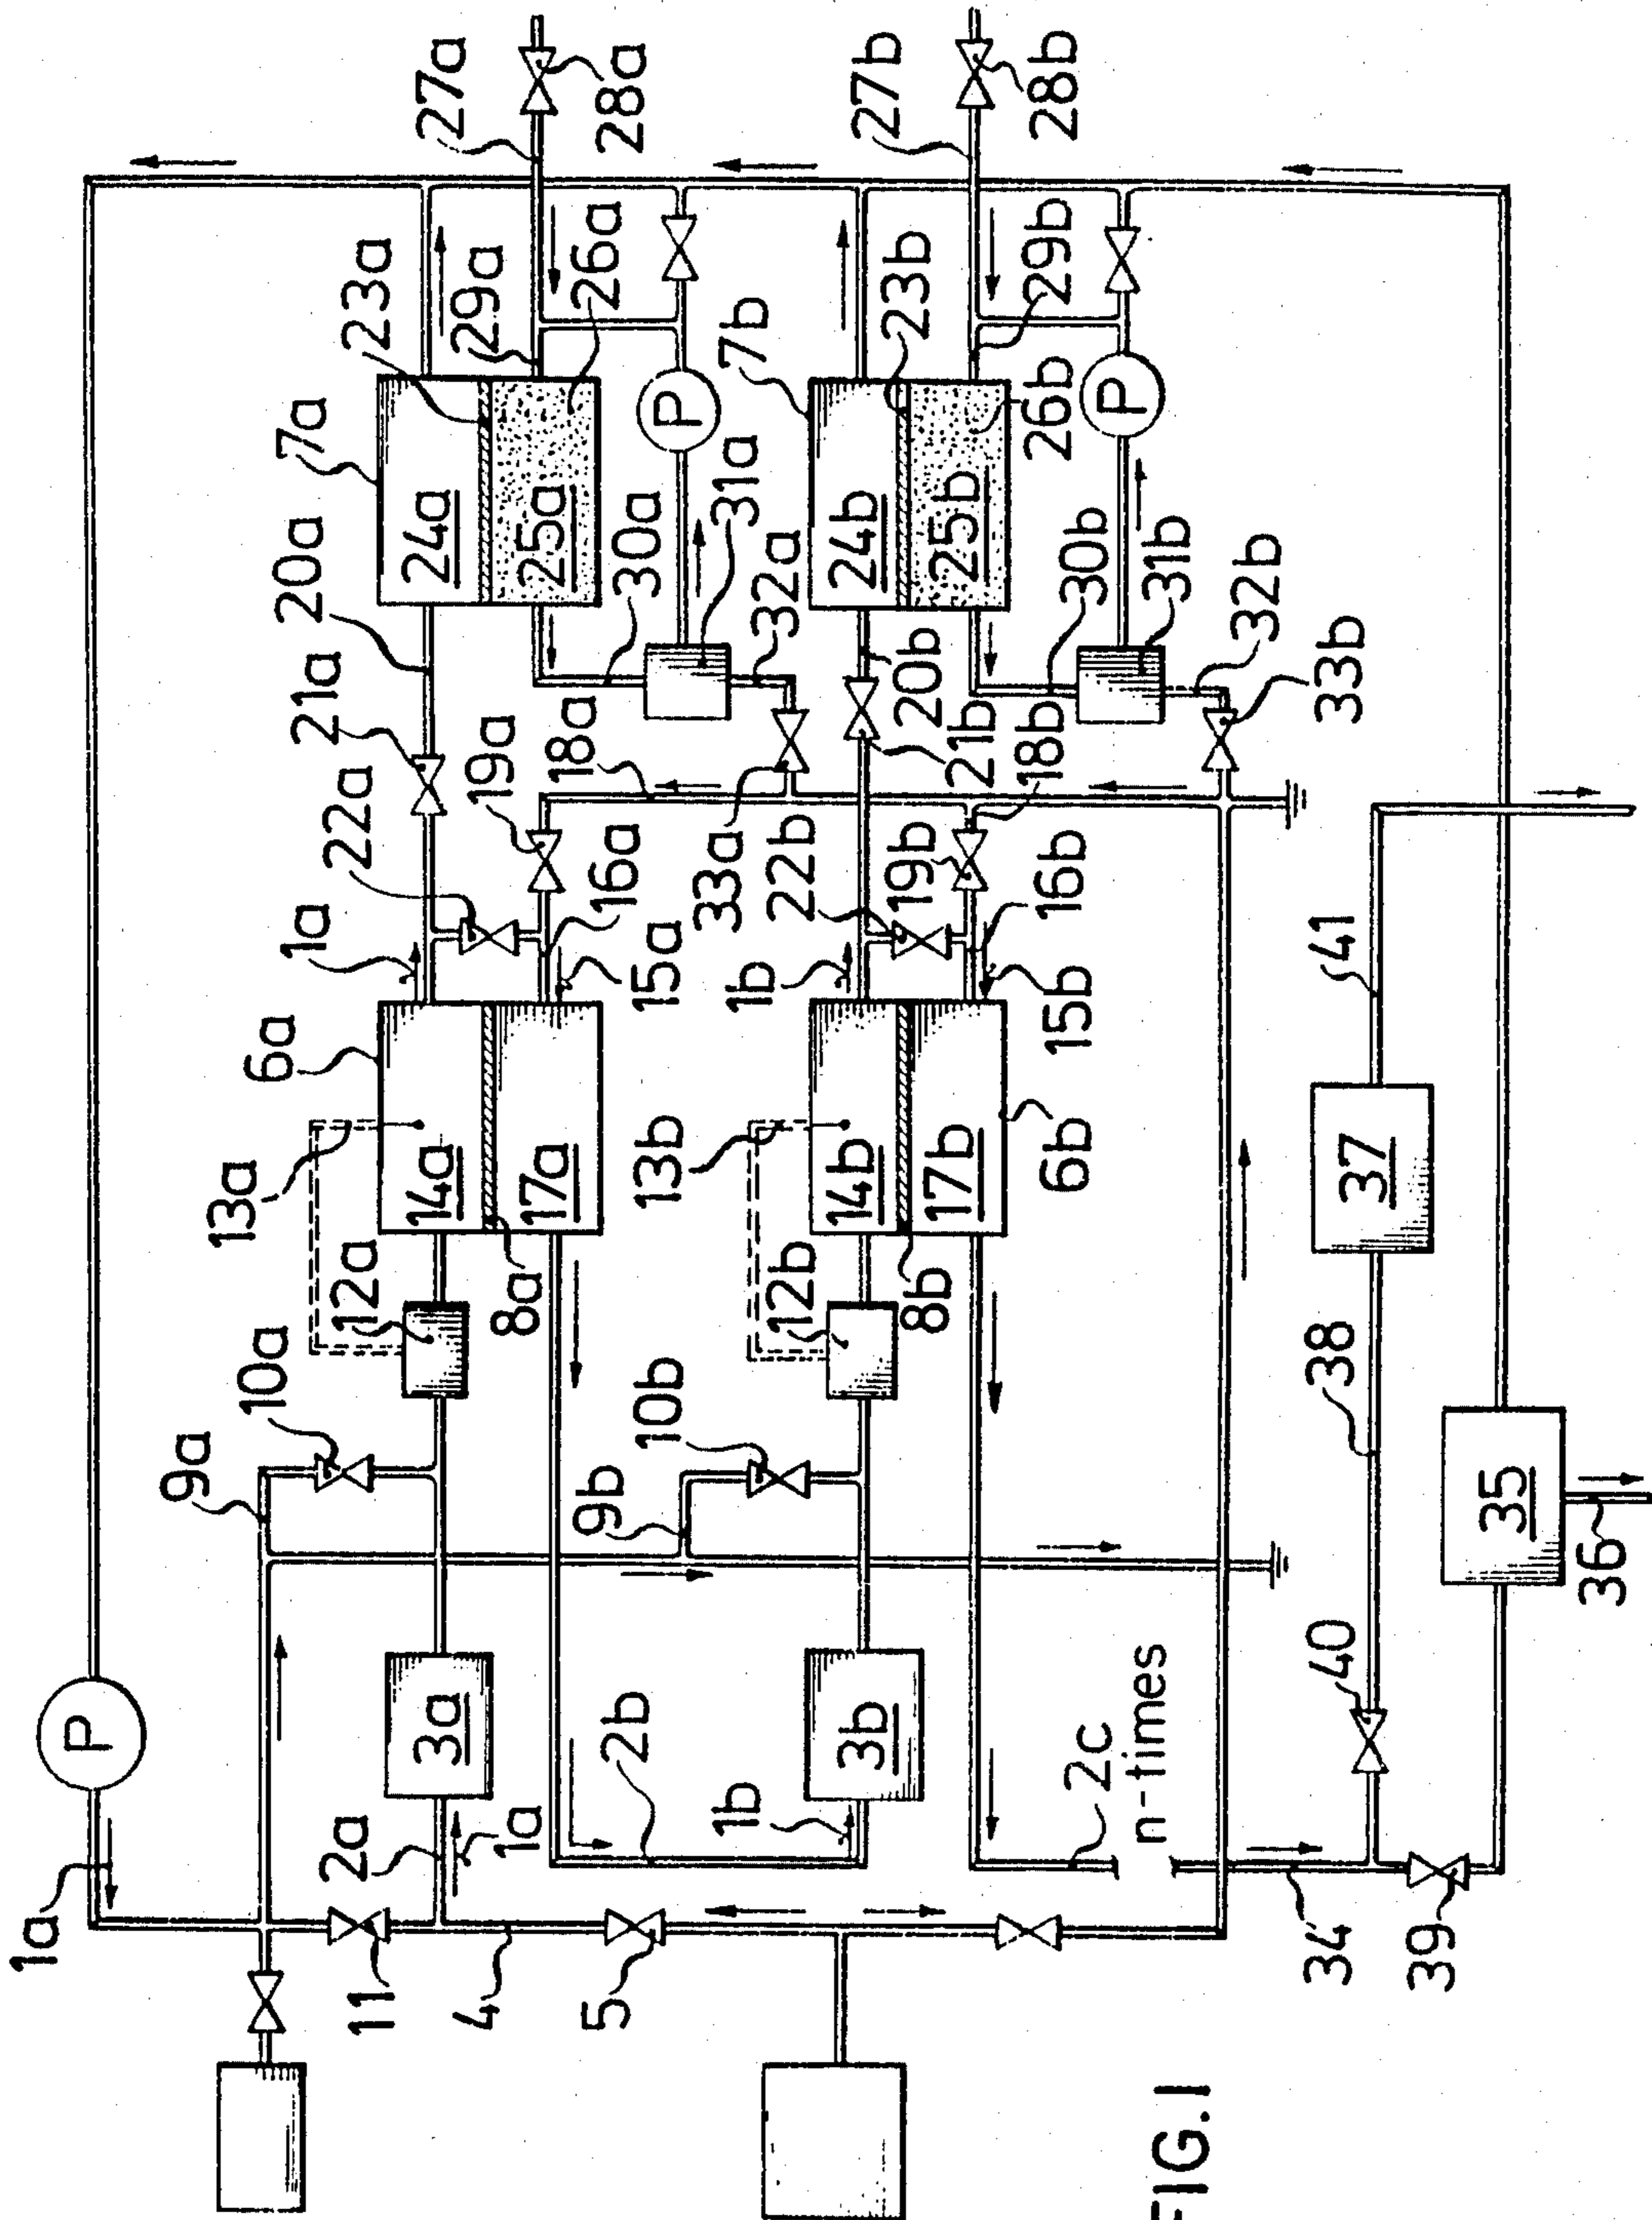 27a
28a
27b
28b
23a
29a
26a
7b
23b
29b
7a
24a
25a
P
24b
25b
26b
P
20a
30a
31a
32a
30b
31b
32b
21a
20b
22a
19a
18a
21b
18b
33b
1a
16a
33a
22b
19b
16b
15a
1b
15b
41
6a
13a
14a
17a
13b
14b
17b
6b
37
12a
8a
12b
8b
10a
38
9a
10b
9b
35
36
P
3a
2b
3b
40
2a
1a
1b
2c
n-times
1a
11
4
5
34
39
FIG.1